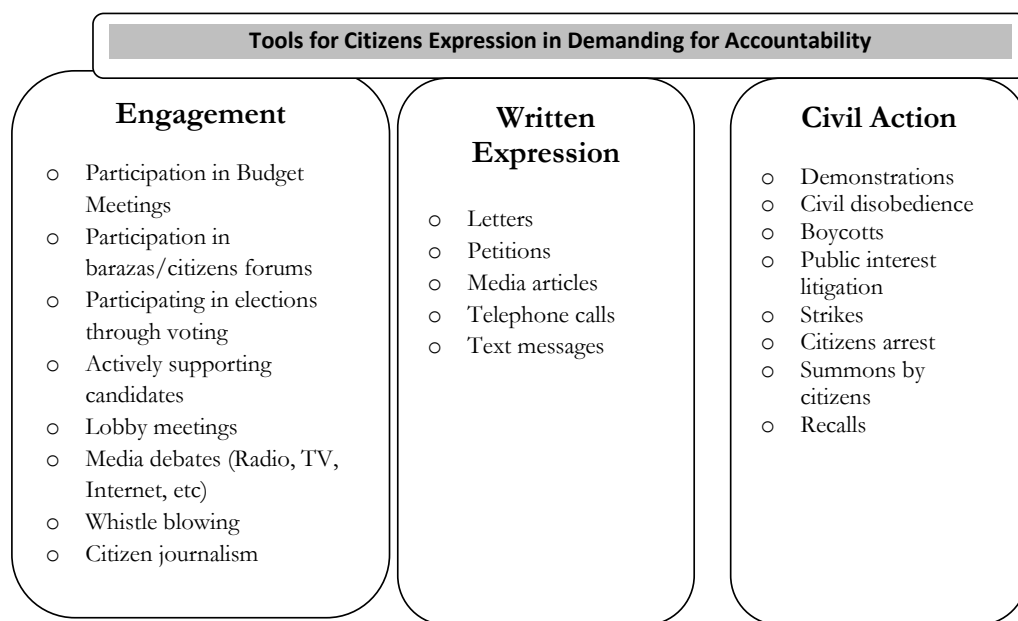 Tools for Citizens Expression in Demanding for Accountability
Engagement
o Participation in Budget
Meetings
o Participation in
barazas/citizens forums
o Participating in elections
through voting
o Actively supporting
candidates
o Lobby meetings
o Media debates (Radio, TV,
Internet, etc)
o Whistle blowing
o Citizen journalism
Written
Expression
o Letters
o Petitions
o Media articles
o Telephone calls
o Text messages
Civil Action
o Demonstrations
o Civil disobedience
o Boycotts
o Public interest
litigation
o Strikes
o Citizens arrest
o Summons by
citizens
o Recalls